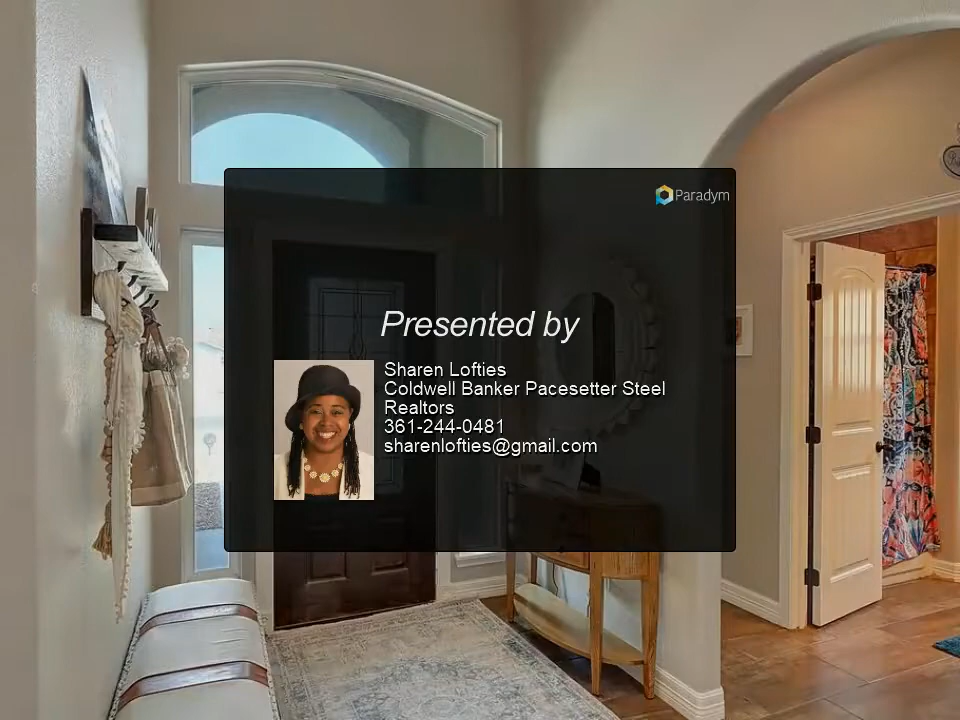 Paradym
Presented by
Sharen Lofties
Coldwell Banker Pacesetter Steel
Realtors
361-244-0481
sharenlofties@gmail.com